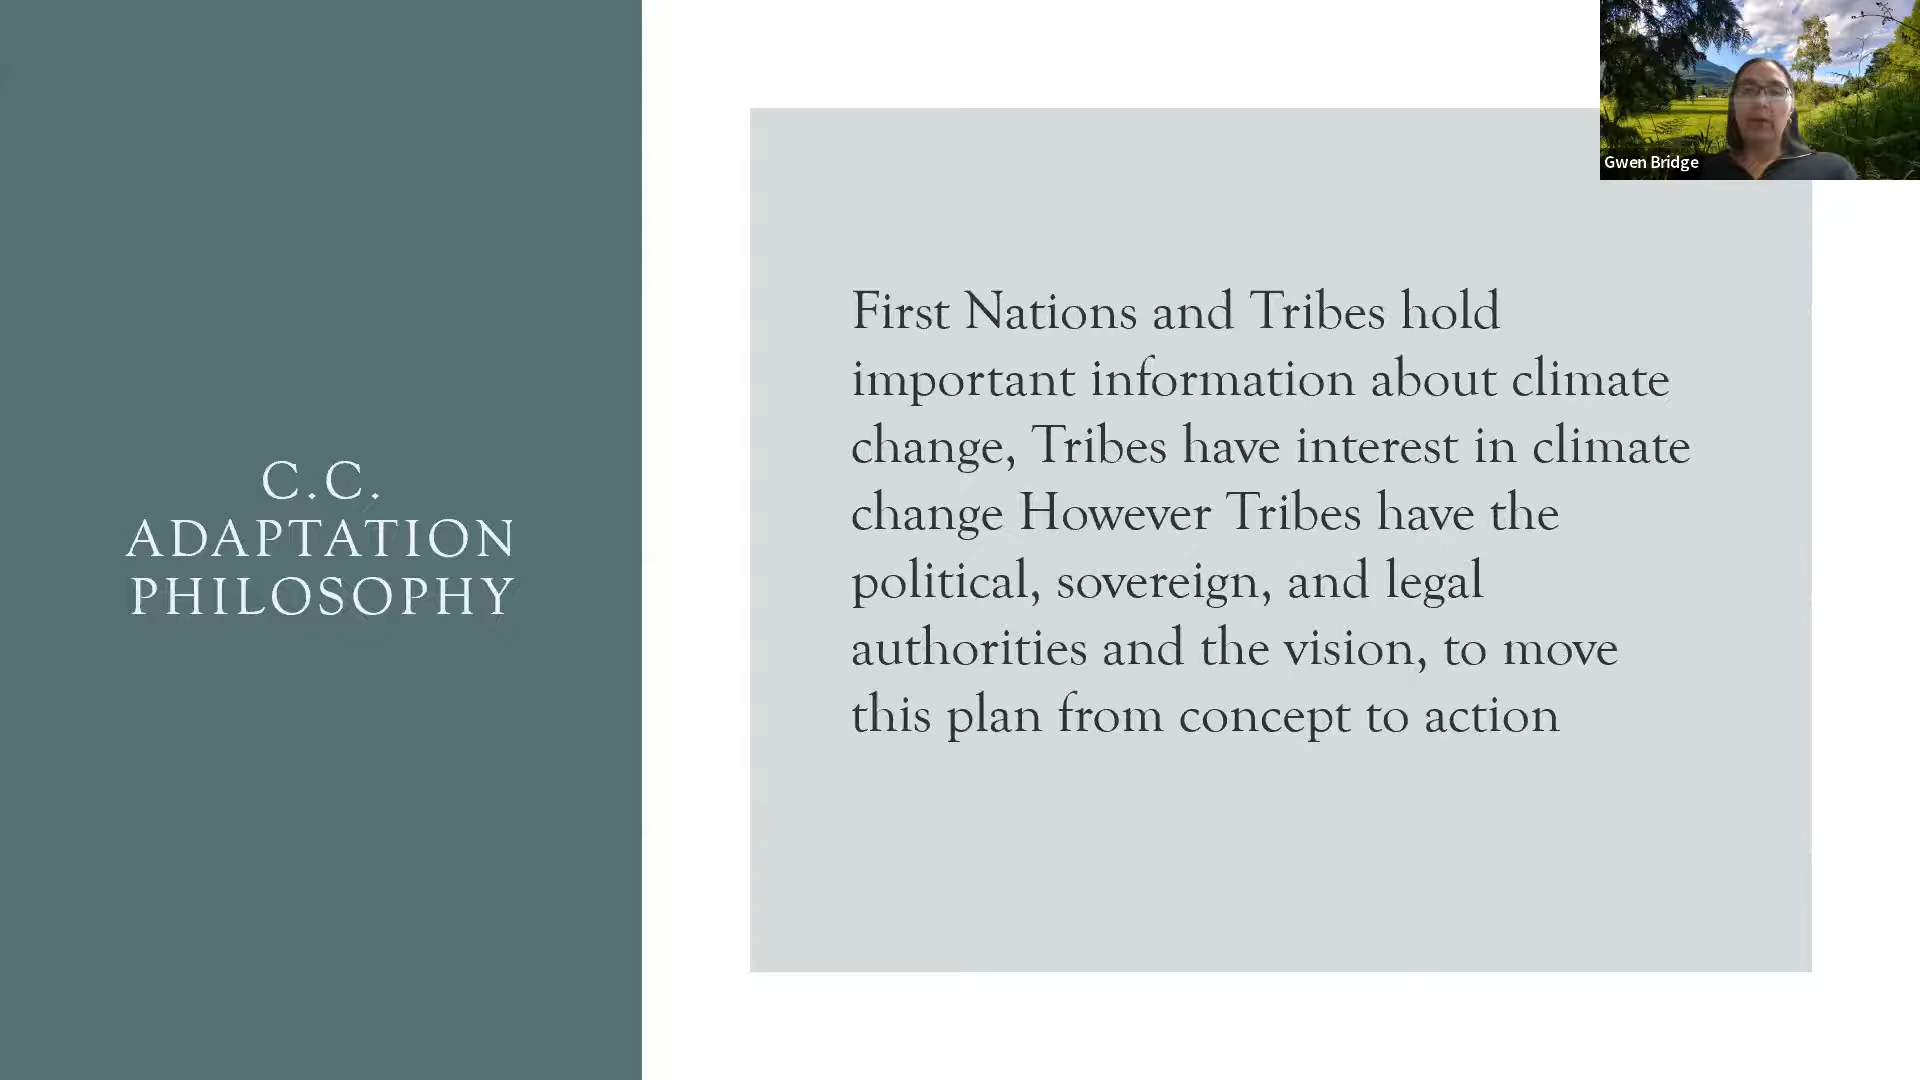 C.C.
ADAPTATION
PHILOSOPHY
First Nations and Tribes hold
important information about climate
change, Tribes have interest in climate
change However Tribes have the
political, sovereign, and legal
authorities and the vision, to move
this plan from concept to action
Gwen Bridge